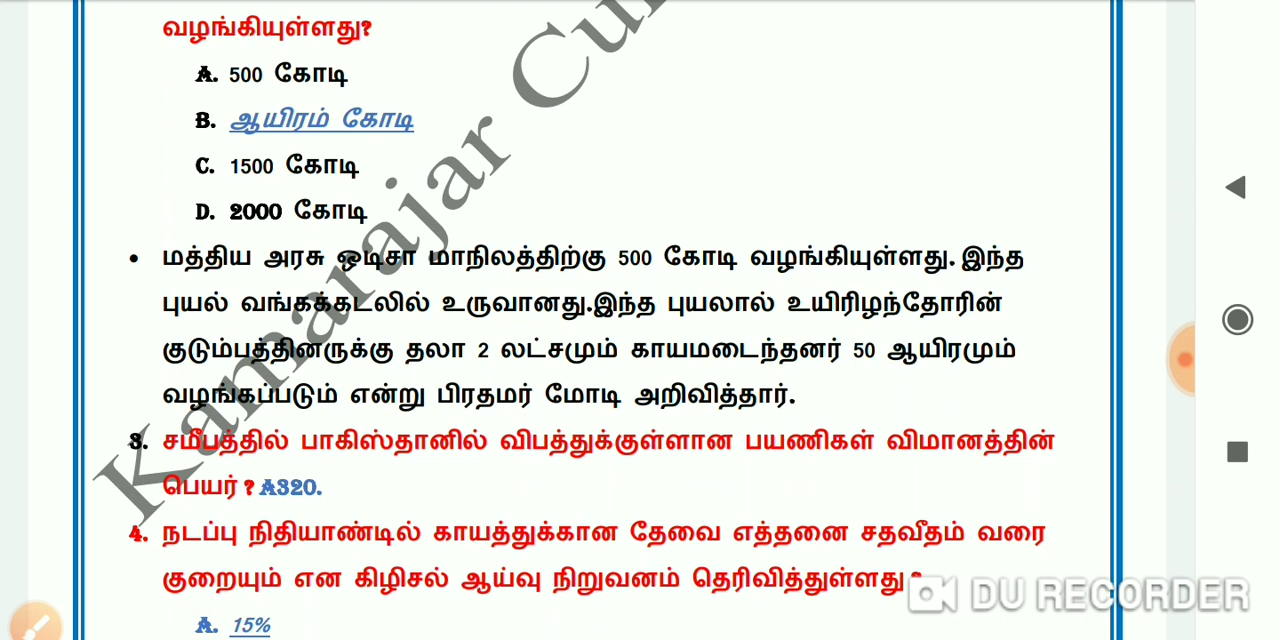 வழங்கியுள்ளது?
A. 500 கோடி
B. ஆயிரம் கோடி
C. 1500 கோடி
D. 2000 கோடி
• மத்திய அரசு ஒடிசா மாநிலத்திற்கு 500 கோடி வழங்கியுள்ளது. இந்த
புயல் வங்கக்கடலில் உருவானது.இந்த புயலால் உயிரிழந்தோரின்
குடும்பத்தினருக்கு தலா 2 லட்சமும் காயமடைந்தனர் 50 ஆயிரமும்
வழங்கப்படும் என்று பிரதமர் மோடி அறிவித்தார்.
3. சமீபத்தில் பாகிஸ்தானில் விபத்துக்குள்ளான பயணிகள் விமானத்தின்
பெயர் ? A320.
4. நடப்பு நிதியாண்டில் காயத்துக்கான தேவை எத்தனை சதவீதம் வரை
குறையும் என கிழிசல் ஆய்வு நிறுவனம் தெரிவித்துள்ளது ?
A. 15%
Kamarajar
DU RECORDER